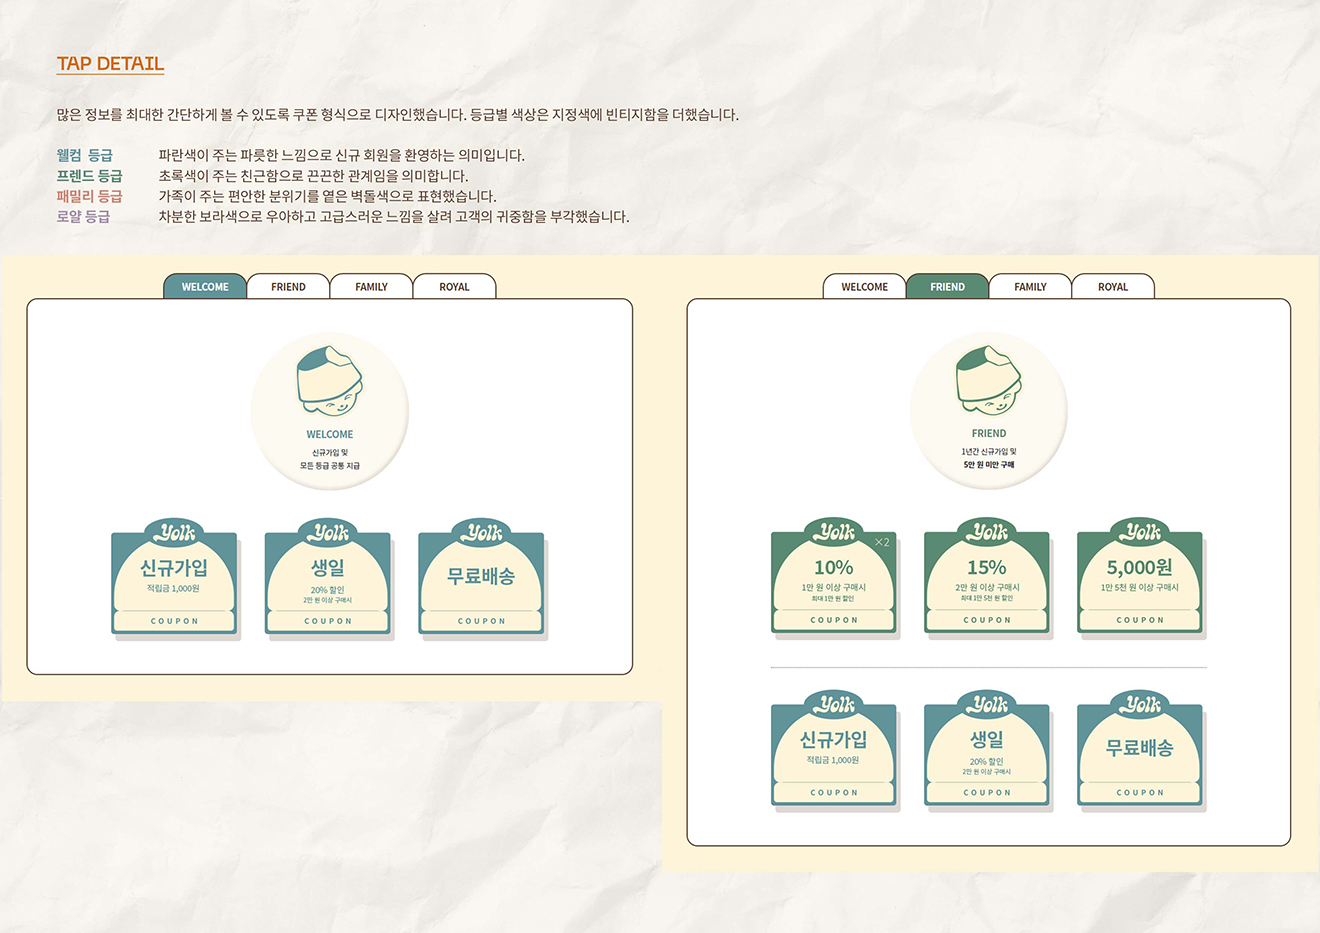 TAP DETAIL
많은 정보를 최대한 간단하게 볼 수 있도록 쿠폰 형식으로 디자인했습니다. 등급별 색상은 지정색에 빈티지함을 더했습니다.
웰컴 등급 파란색이 주는 파릇한 느낌으로 신규 회원을 환영하는 의미입니다.
프렌드 등급 초록색이 주는 친근함으로 끈끈한 관계임을 의미합니다.
패밀리 등급 가족이 주는 편안한 분위기를 옅은 벽돌색으로 표현했습니다.
로얄 등급 차분한 보라색으로 우아하고 고급스러운 느낌을 살려 고객의 귀중함을 부각했습니다.
WELCOME FRIEND FAMILY ROYAL
WELCOME
신규가입 및
모든 등급 공통 지급
Yolk Yolk Yolk
신규가입 생일 무료배송
적립금 1,000원 20% 할인
2만 원 이상 구매시
COUPON COUPON COUPON
WELCOME FRIEND FAMILY ROYAL
FRIEND
1년간 신규가입 및
5만 원 미만 구매
Yolk Yolk Yolk
×2
10% 15% 5,000원
1만 원 이상 구매시 2만 원 이상 구매시 1만 5천 원 이상 구매시
최대 1만 원 할인 최대 1만 5천 원 할인
COUPON COUPON COUPON
Yolk Yolk Yolk
신규가입 생일 무료배송
적립금 1,000원 20% 할인
2만 원 이상 구매시
COUPON COUPON COUPON